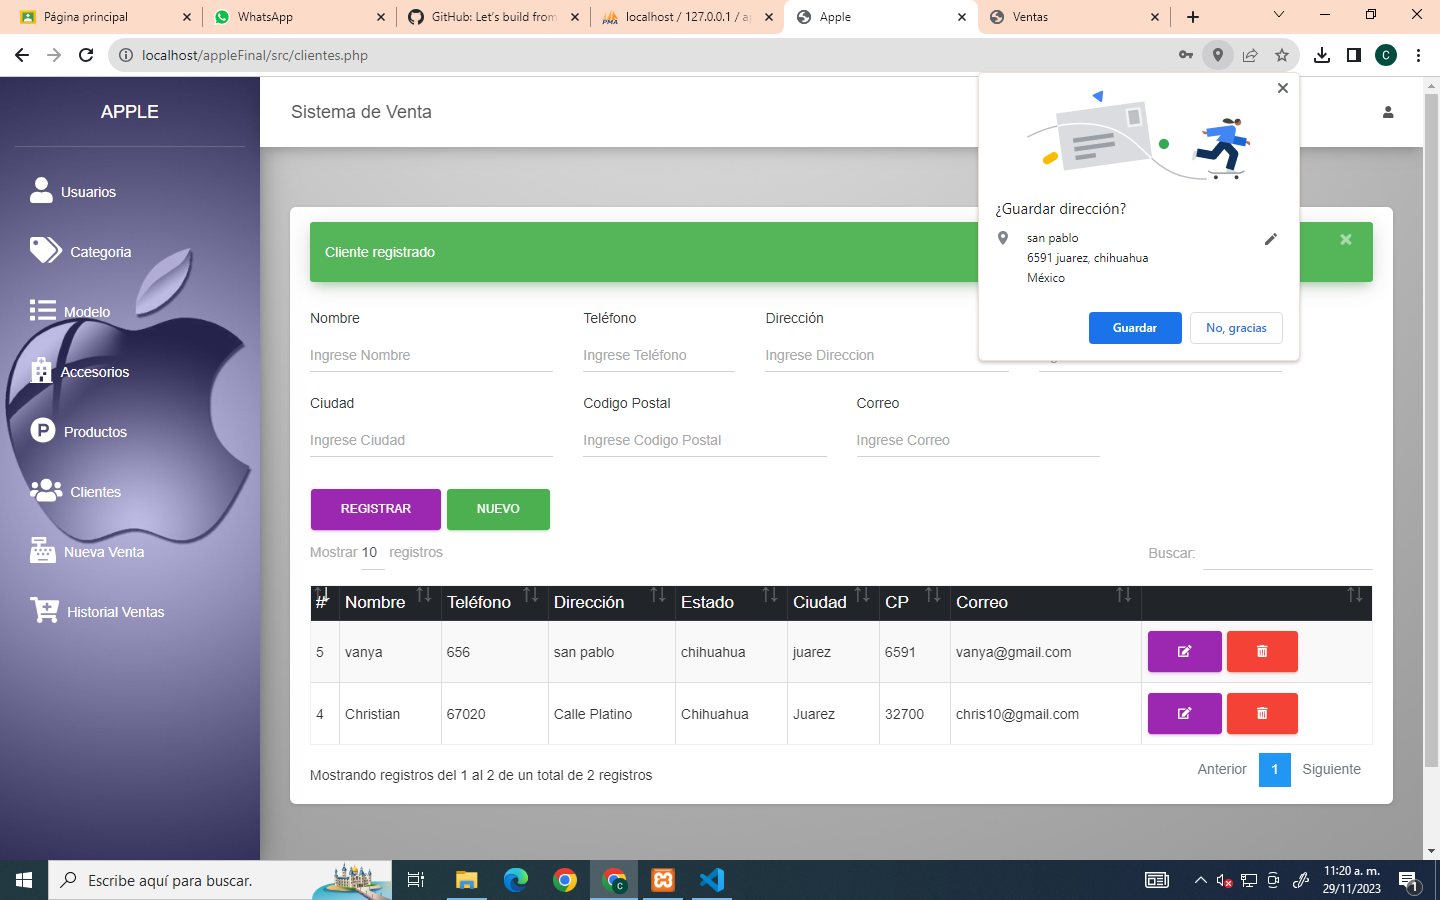 Página principal
WhatsApp
GitHub: Let's build from
localhost / 127.0.0.1 / a
Apple
Ventas
localhost/appleFinal/src/clientes.php
C
APPLE
Sistema de Venta
¿Guardar dirección?
san pablo
6591 juarez, chihuahua
México
Guardar
No, gracias
Usuarios
Categoria
Modelo
Accesorios
Productos
Clientes
Nueva Venta
Historial Ventas
Cliente registrado
Nombre
Teléfono
Dirección
Ingrese Nombre
Ingrese Teléfono
Ingrese Direccion
Ciudad
Codigo Postal
Correo
Ingrese Ciudad
Ingrese Codigo Postal
Ingrese Correo
REGISTRAR
NUEVO
Mostrar 10 registros
Buscar:
# Nombre Teléfono Dirección Estado Ciudad CP Correo
5 vanya 656 san pablo chihuahua juarez 6591 vanya@gmail.com
4 Christian 67020 Calle Platino Chihuahua Juarez 32700 chris10@gmail.com
Mostrando registros del 1 al 2 de un total de 2 registros
Anterior 1 Siguiente
Escribe aquí para buscar.
11:20 a. m.
29/11/2023
1